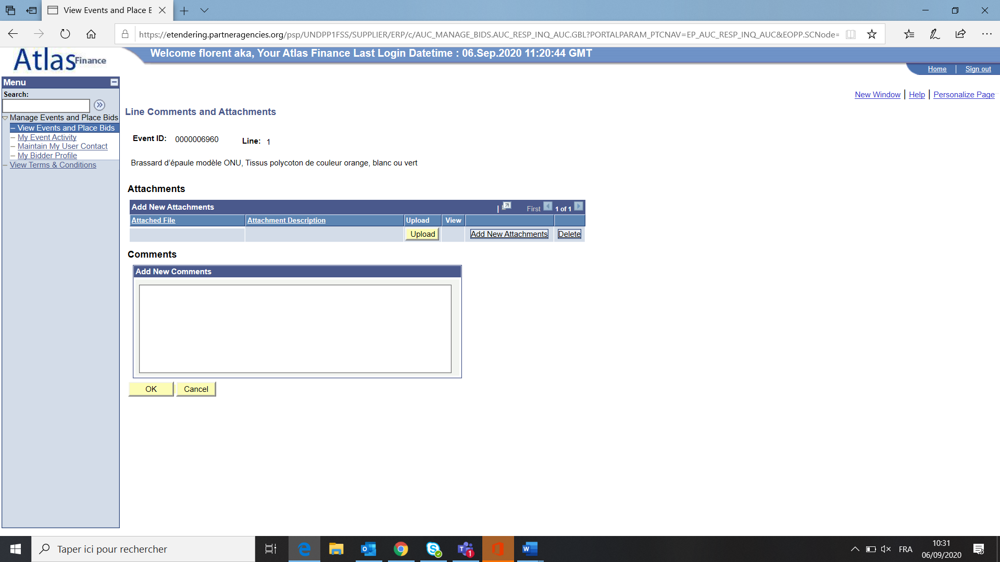 View Events and Place E
https://etendering.partneragencies.org/psp/UNDPP1FSS/SUPPLIER/ERP/c/AUC_MANAGE_BIDS.AUC_RESP_INQ_AUC.GBL?PORTALPARAM_PTCNAV=EP_AUC_RESP_INQ_AUC&EOPP.SCNode=
Atlas Finance
Welcome florent aka, Your Atlas Finance Last Login Datetime : 06.Sep.2020 11:20:44 GMT
Home
Sign out
Menu
Search:
Manage Events and Place Bids
View Events and Place Bids
My Event Activity
Maintain My User Contact
My Bidder Profile
View Terms & Conditions
New Window | Help | Personalize Page
Line Comments and Attachments
Event ID: 0000006960 Line: 1
Brassard d'épaule modèle ONU, Tissus polycoton de couleur orange, blanc ou vert
Attachments
Add New Attachments | First 1 of 1
Attached File Attachment Description Upload View
Upload Add New Attachments Delete
Comments
Add New Comments
OK Cancel
Taper ici pour rechercher
1
FRA
10:31
06/09/2020